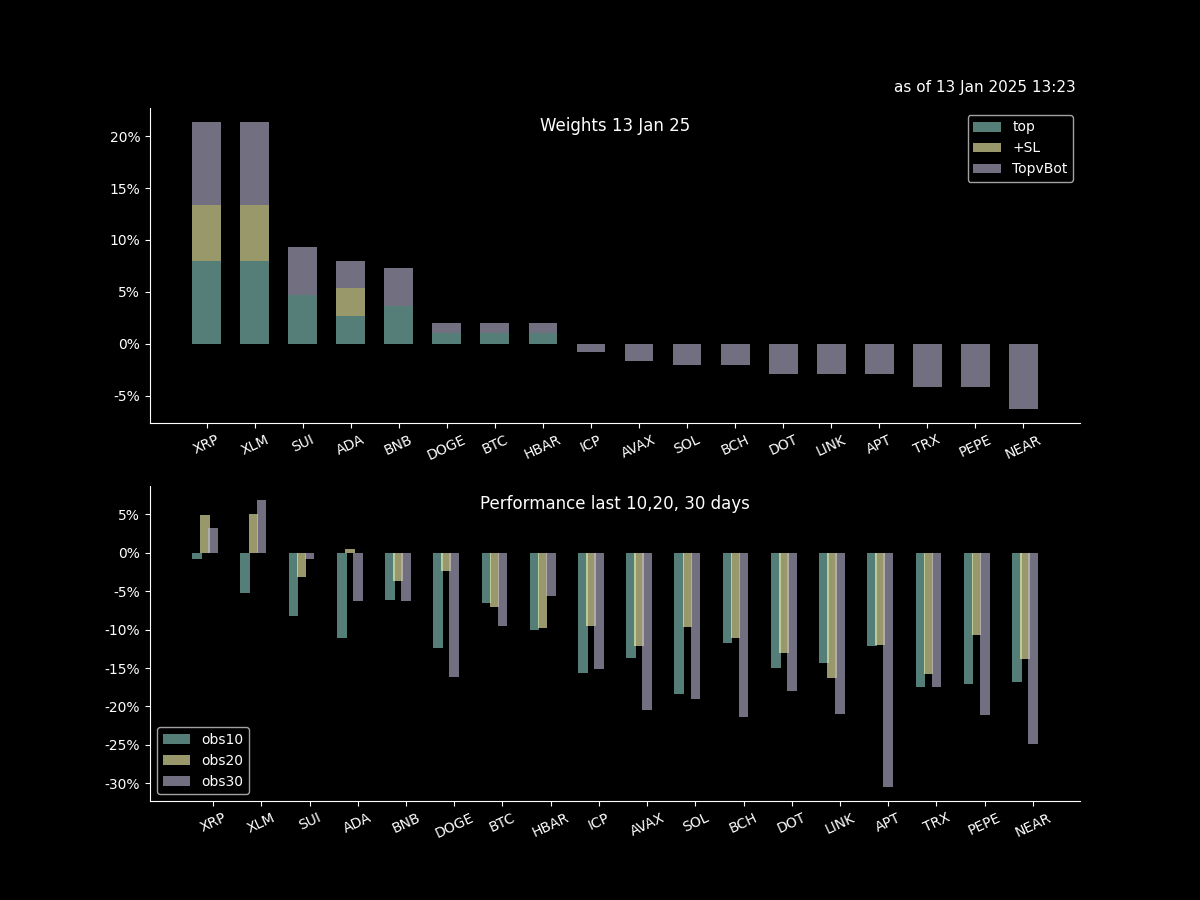 as of 13 Jan 2025 13:23
Weights 13 Jan 25
top
+SL
TopvBot
20%
15%
10%
5%
0%
-5%
XRP XLM SUI ADA BNB DOGE BTC HBAR ICP AVAX SOL BCH DOT LINK APT TRX PEPE NEAR
Performance last 10,20, 30 days
5%
0%
-5%
-10%
-15%
-20%
-25%
-30%
obs10
obs20
obs30
XRP XLM SUI ADA BNB DOGE BTC HBAR ICP AVAX SOL BCH DOT LINK APT TRX PEPE NEAR